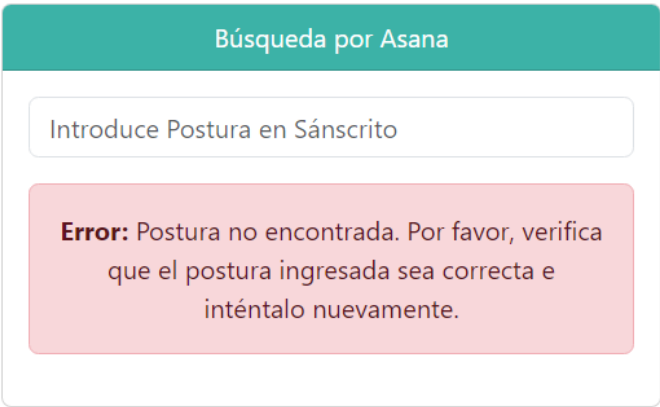 Búsqueda por Asana
Introduce Postura en Sánscrito
Error: Postura no encontrada. Por favor, verifica
que el postura ingresada sea correcta e
inténtalo nuevamente.